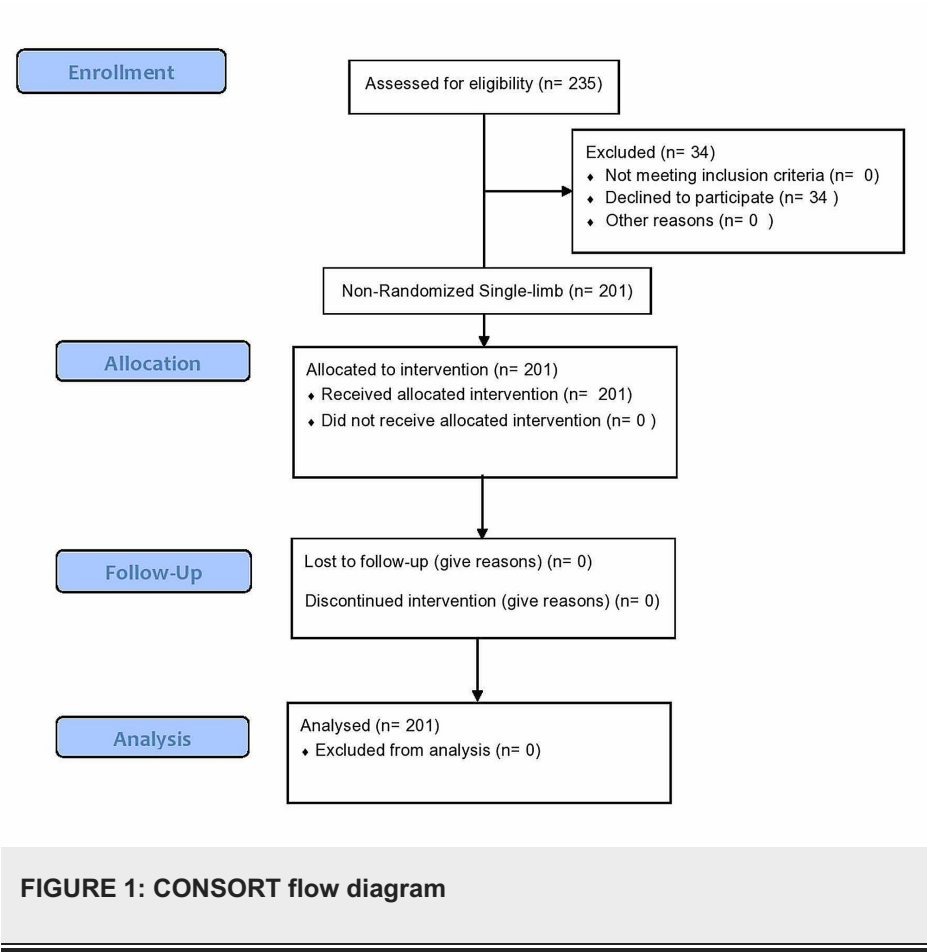 Enrollment
Assessed for eligibility (n= 235)
Excluded (n= 34)
♦ Not meeting inclusion criteria (n=  0)
♦ Declined to participate (n= 34 )
♦ Other reasons (n= 0  )
Non-Randomized Single-limb (n= 201)
Allocation
Allocated to intervention (n= 201)
♦ Received allocated intervention (n=  201)
♦ Did not receive allocated intervention (n= 0 )
Follow-Up
Lost to follow-up (give reasons) (n= 0)
Discontinued intervention (give reasons) (n= 0)
Analysis
Analysed (n= 201)
♦ Excluded from analysis (n= 0)
FIGURE 1: CONSORT flow diagram